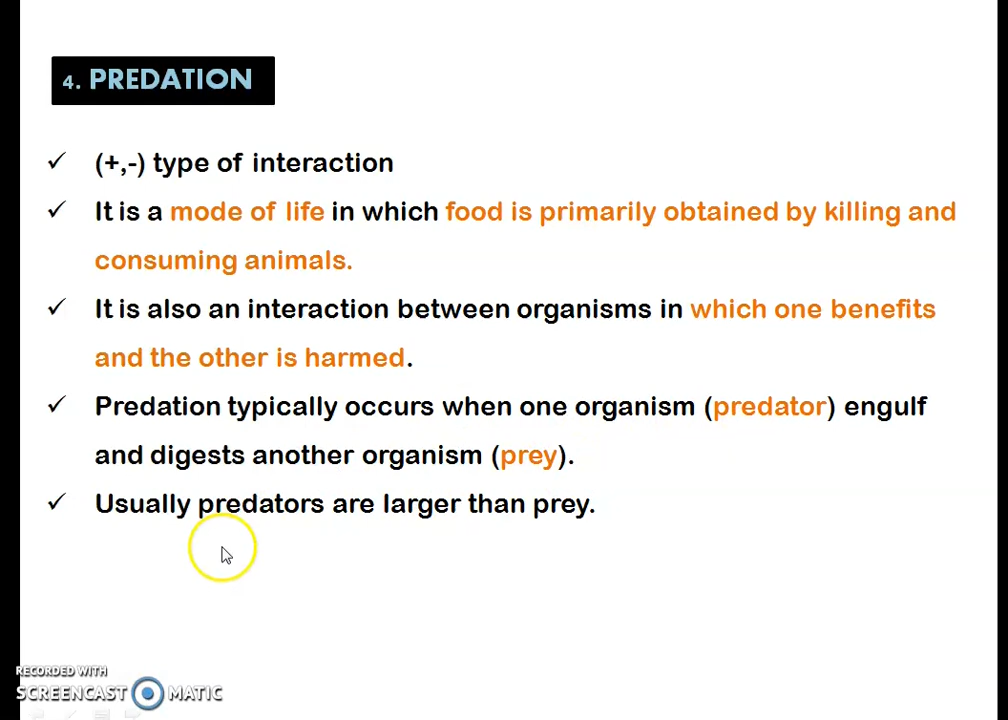 4. PREDATION
✓ (+,-) type of interaction
✓ It is a mode of life in which food is primarily obtained by killing and
consuming animals.
✓ It is also an interaction between organisms in which one benefits
and the other is harmed.
✓ Predation typically occurs when one organism (predator) engulf
and digests another organism (prey).
✓ Usually predators are larger than prey.
RECORDED WITH
SCREENCAST MATIC